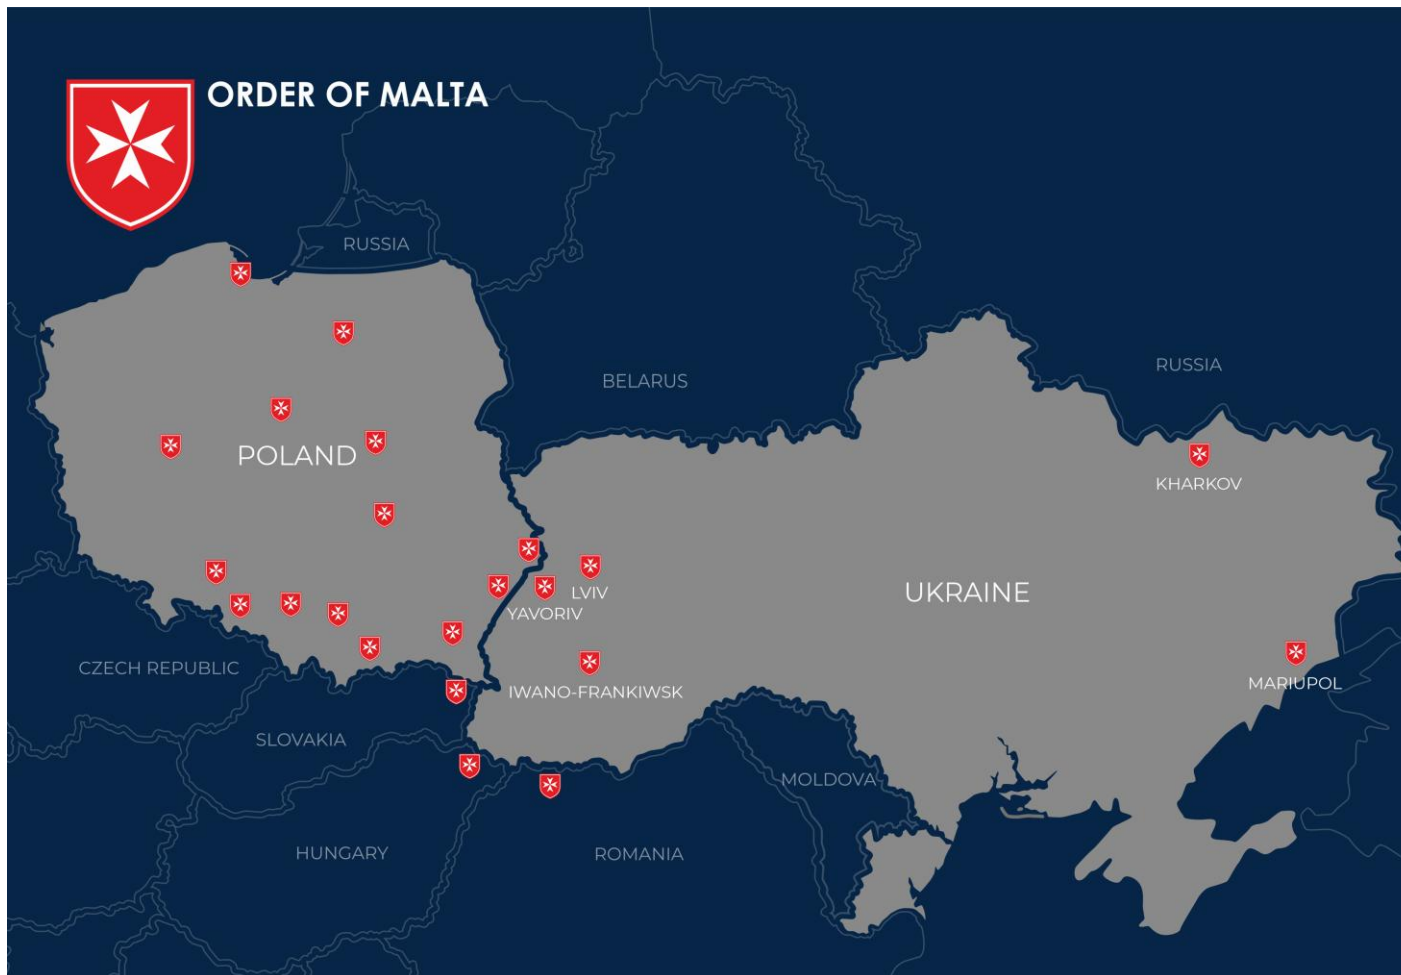 ORDER OF MALTA
RUSSIA
RUSSIA
BELARUS
POLAND
KHARKOV
UKRAINE
LVIV
YAVORIV
CZECH REPUBLIC
IWANO-FRANKIWSK
MARIUPOL
SLOVAKIA
MOLDOVA
HUNGARY
ROMANIA